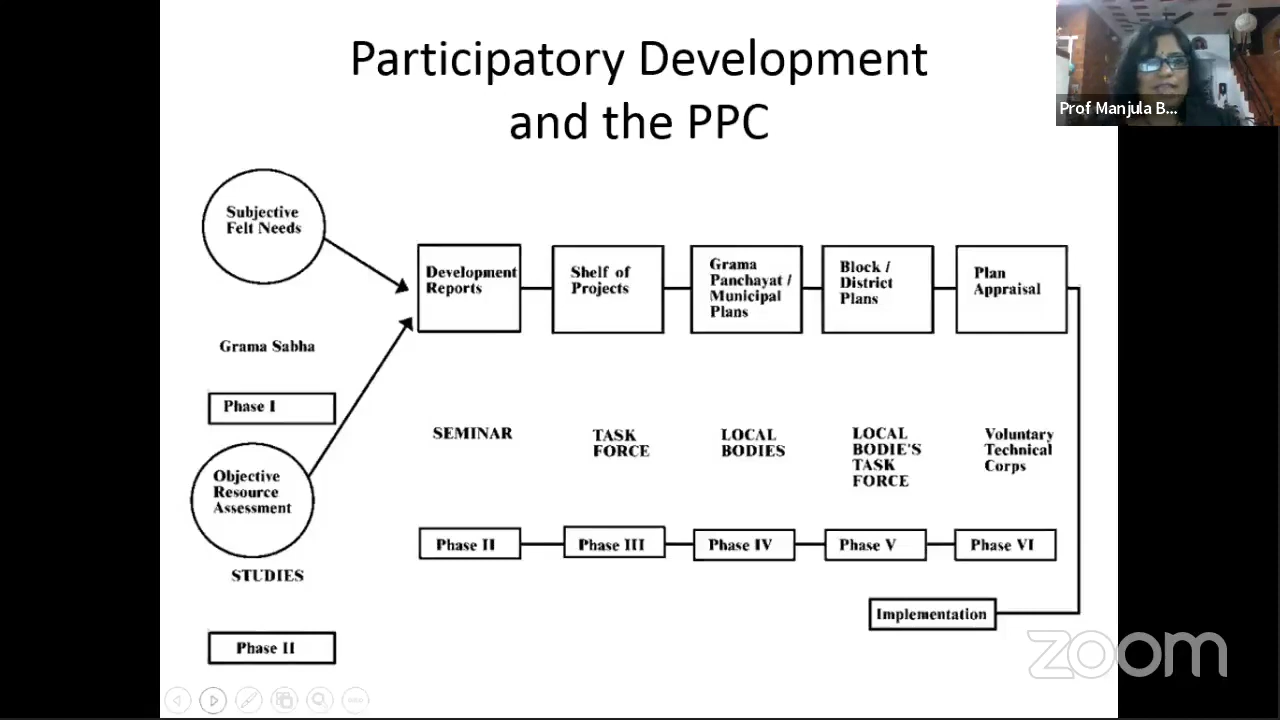 Participatory Development
and the PPC
Prof Manjula B...
Subjective
Felt Needs
Grama Sabha
Phase I
Objective
Resource
Assessment
STUDIES
Phase II
Development
Reports
Shelf of
Projects
Grama
Panchayat /
Municipal
Plans
Block /
District
Plans
Plan
Appraisal
SEMINAR
TASK
FORCE
LOCAL
BODIES
LOCAL
BODIE'S
TASK
FORCE
Voluntary
Technical
Corps
Phase II
Phase III
Phase IV
Phase V
Phase VI
Implementation
zoom